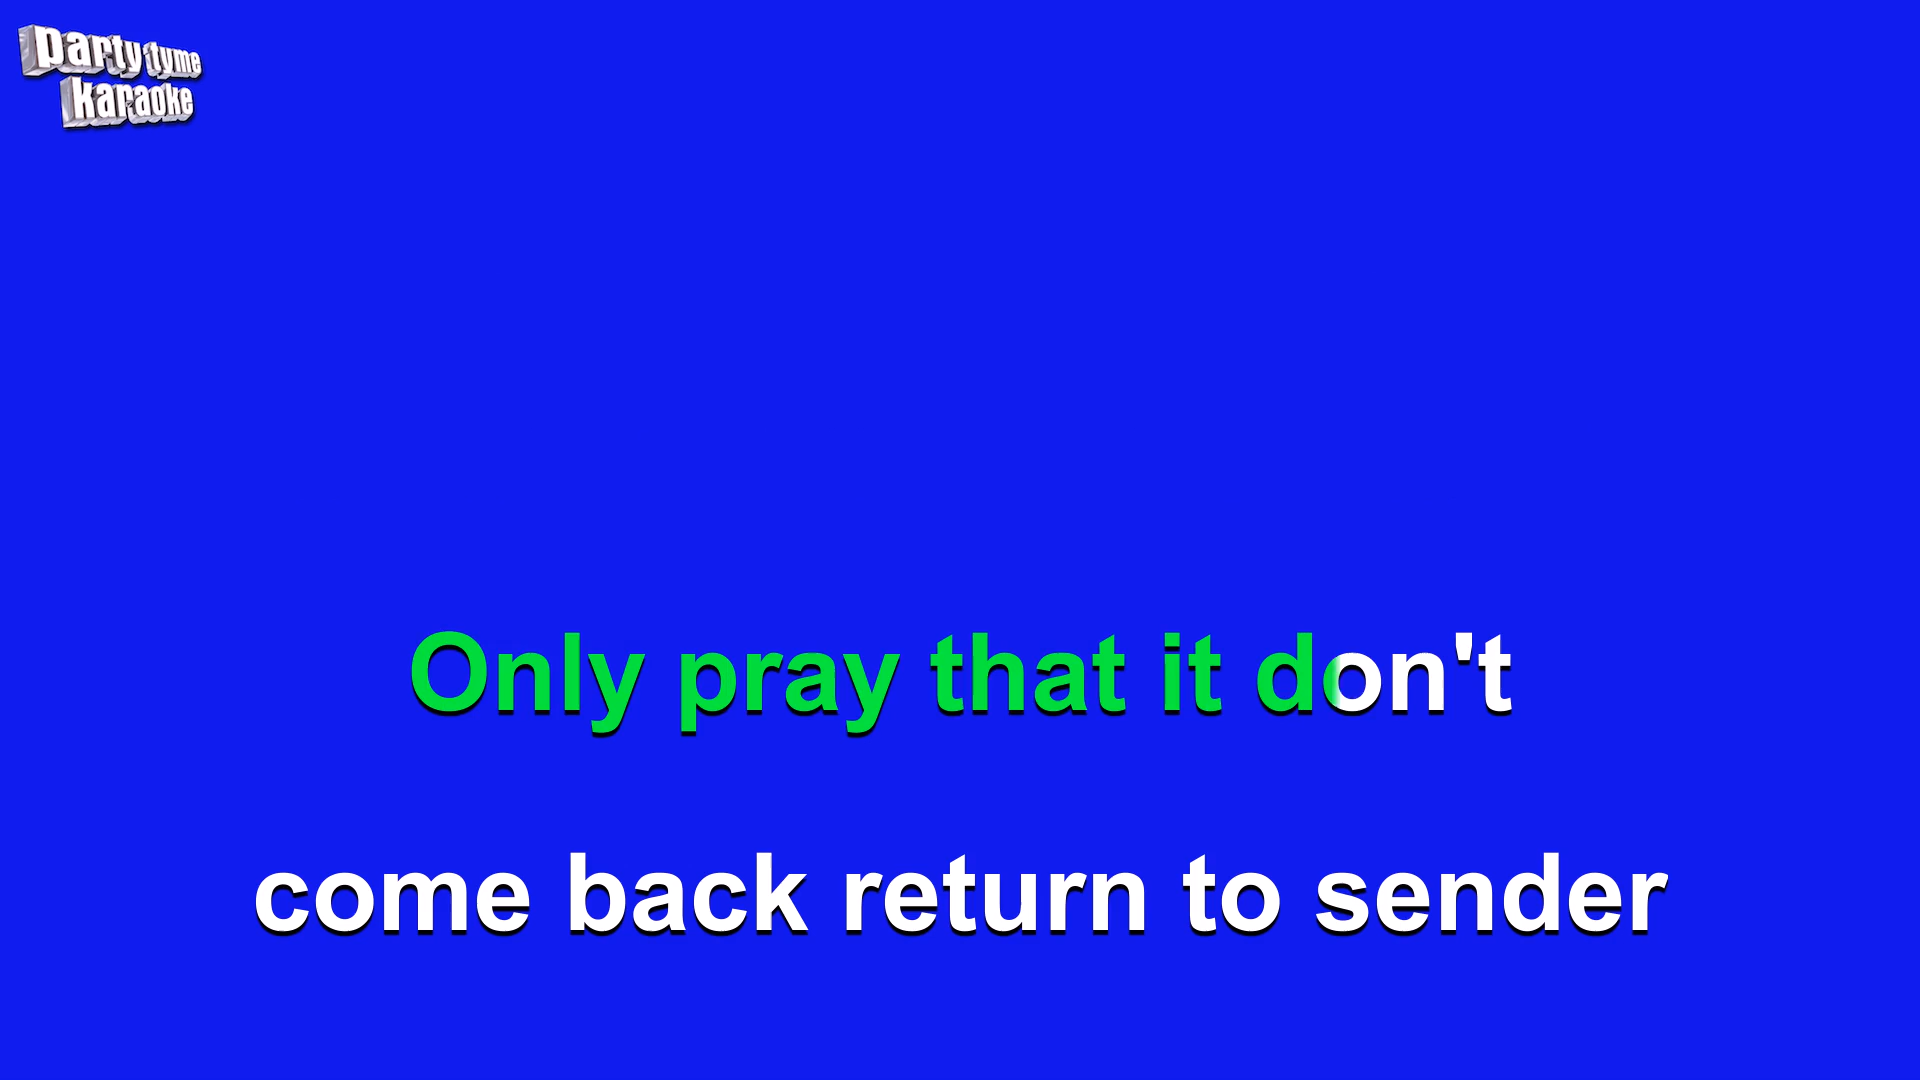 party tyme
karaoke
Only pray that it don't
come back return to sender